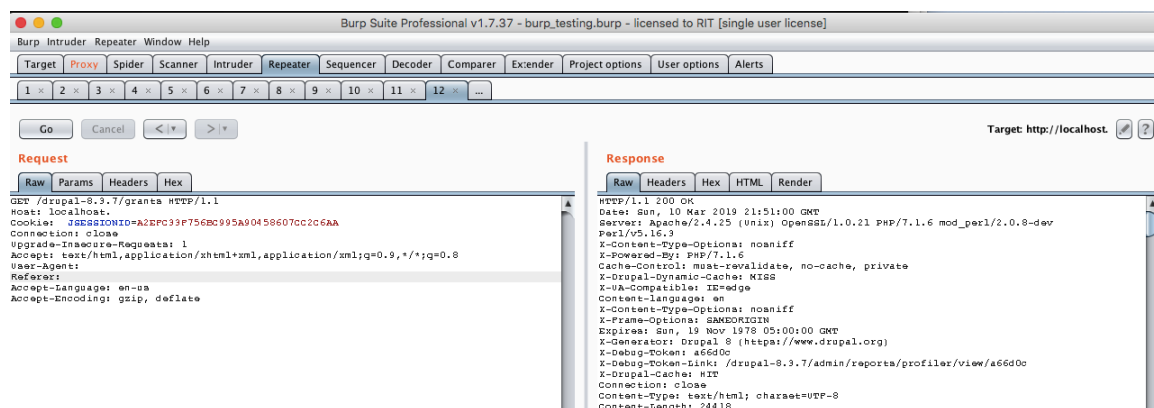 Burp Suite Professional v1.7.37 - burp_testing.burp - licensed to RIT [single user license]
Burp Intruder Repeater Window Help
Target Proxy Spider Scanner Intruder Repeater Sequencer Decoder Comparer Extender Project options User options Alerts
1 × 2 × 3 × 4 × 5 × 6 × 7 × 8 × 9 × 10 × 11 × 12 × ...
Go Cancel < | ▼ > | ▼ Target: http://localhost. ?
Request
Raw Params Headers Hex
GET /drupal-8.3.7/grants HTTP/1.1
Host: localhost.
Cookie: JSESSIONID=A2EFC39F756BC995A90458607CC2C6AA
Connection: close
Upgrade-Insecure-Requests: 1
Accept: text/html,application/xhtml+xml,application/xml;q=0.9,*/*;q=0.8
User-Agent:
Referer:
Accept-Language: en-us
Accept-Encoding: gzip, deflate
Response
Raw Headers Hex HTML Render
HTTP/1.1 200 OK
Date: Sun, 10 Mar 2019 21:51:00 GMT
Server: Apache/2.4.25 (Unix) OpenSSL/1.0.21 PHP/7.1.6 mod_perl/2.0.8-dev
Perl/v5.16.3
X-Content-Type-Options: nosniff
X-Powered-By: PHP/7.1.6
Cache-Control: must-revalidate, no-cache, private
X-Drupal-Dynamic-Cache: MISS
X-UA-Compatible: IE=edge
Content-language: en
X-Content-Type-Options: nosniff
X-Frame-Options: SAMEORIGIN
Expires: Sun, 19 Nov 1978 05:00:00 GMT
X-Generator: Drupal 8 (https://www.drupal.org)
X-Debug-Token: a66d0c
X-Debug-Token-Link: /drupal-8.3.7/admin/reports/profiler/view/a66d0c
X-Drupal-Cache: HIT
Connection: close
Content-Type: text/html; charset=UTF-8
Content-Length: 24418